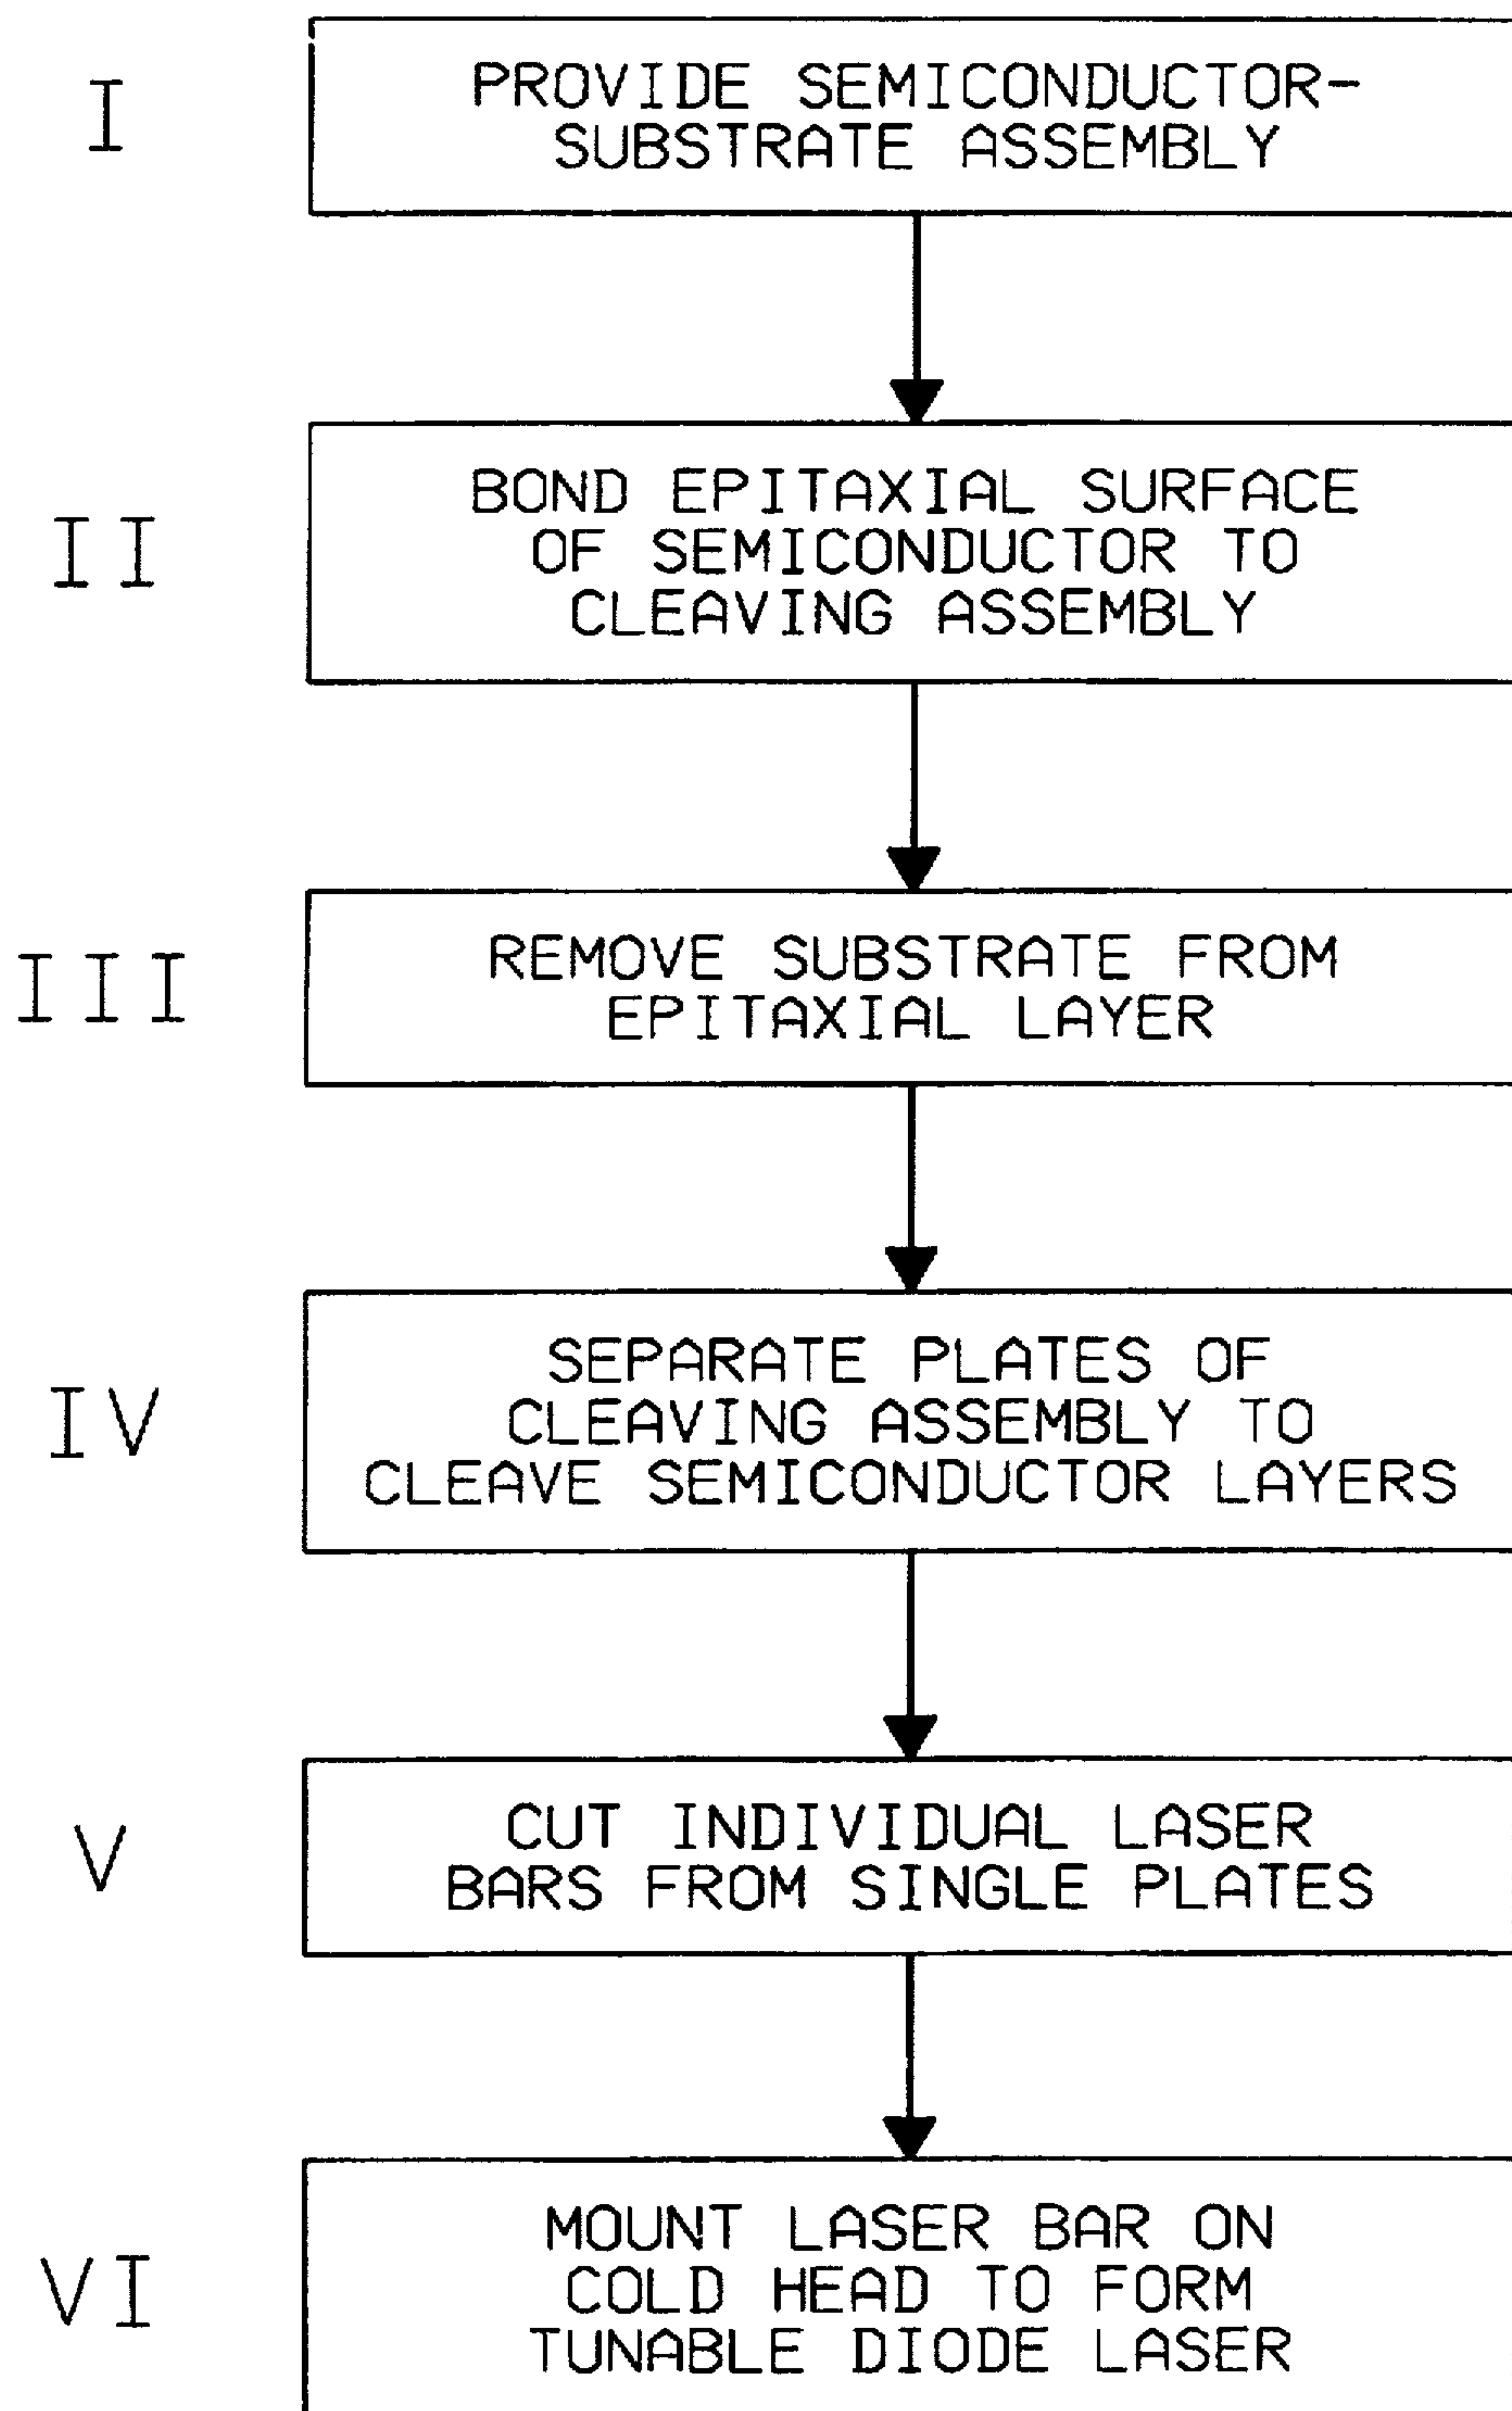 I
PROVIDE SEMICONDUCTOR-
SUBSTRATE ASSEMBLY
II
BOND EPITAXIAL SURFACE
OF SEMICONDUCTOR TO
CLEAVING ASSEMBLY
III
REMOVE SUBSTRATE FROM
EPITAXIAL LAYER
IV
SEPARATE PLATES OF
CLEAVING ASSEMBLY TO
CLEAVE SEMICONDUCTOR LAYERS
V
CUT INDIVIDUAL LASER
BARS FROM SINGLE PLATES
VI
MOUNT LASER BAR ON
COLD HEAD TO FORM
TUNABLE DIODE LASER